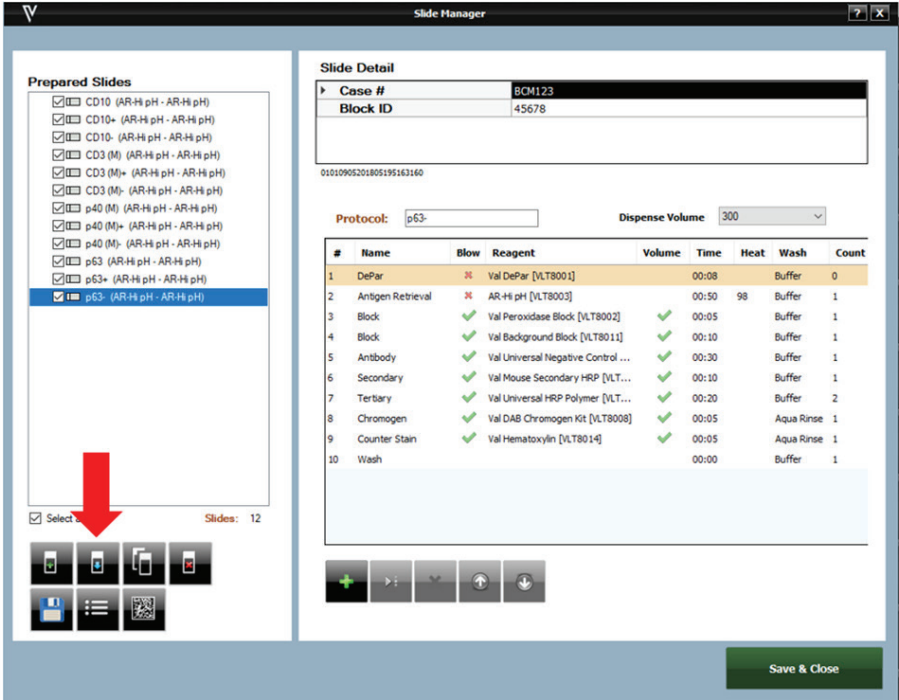 Slide Manager
? X
Prepared Slides
CD10 (AR-Hi pH - AR-Hi pH)
CD10+ (AR-Hi pH - AR-Hi pH)
CD10- (AR-Hi pH - AR-Hi pH)
CD3 (M) (AR-Hi pH - AR-Hi pH)
CD3 (M)+ (AR-Hi pH - AR-Hi pH)
CD3 (M)- (AR-Hi pH - AR-Hi pH)
p40 (M) (AR-Hi pH - AR-Hi pH)
p40 (M)+ (AR-Hi pH - AR-Hi pH)
p40 (M)- (AR-Hi pH - AR-Hi pH)
p63 (AR-Hi pH - AR-Hi pH)
p63+ (AR-Hi pH - AR-Hi pH)
p63- (AR-Hi pH - AR-Hi pH)
Select Slides: 12
Slide Detail
Case # BCM123
Block ID 45678
0101090520180519516 3160
Protocol: p63- Dispense Volume 300
# Name Blow Reagent Volume Time Heat Wash Count
1 DePar Val DePar [VLT8001] 00:08 Buffer 0
2 Antigen Retrieval AR-Hi pH [VLT8003] 00:50 98 Buffer 1
3 Block Val Peroxidase Block [VLT8002] 00:05 Buffer 1
4 Block Val Background Block [VLT8011] 00:10 Buffer 1
5 Antibody Val Universal Negative Control ... 00:30 Buffer 1
6 Secondary Val Mouse Secondary HRP [VLT... 00:10 Buffer 1
7 Tertiary Val Universal HRP Polymer [VLT... 00:20 Buffer 2
8 Chromogen Val DAB Chromogen Kit [VLT8008] 00:05 Aqua Rinse 1
9 Counter Stain Val Hematoxylin [VLT8014] 00:05 Aqua Rinse 1
10 Wash 00:00 Buffer 1
Save & Close